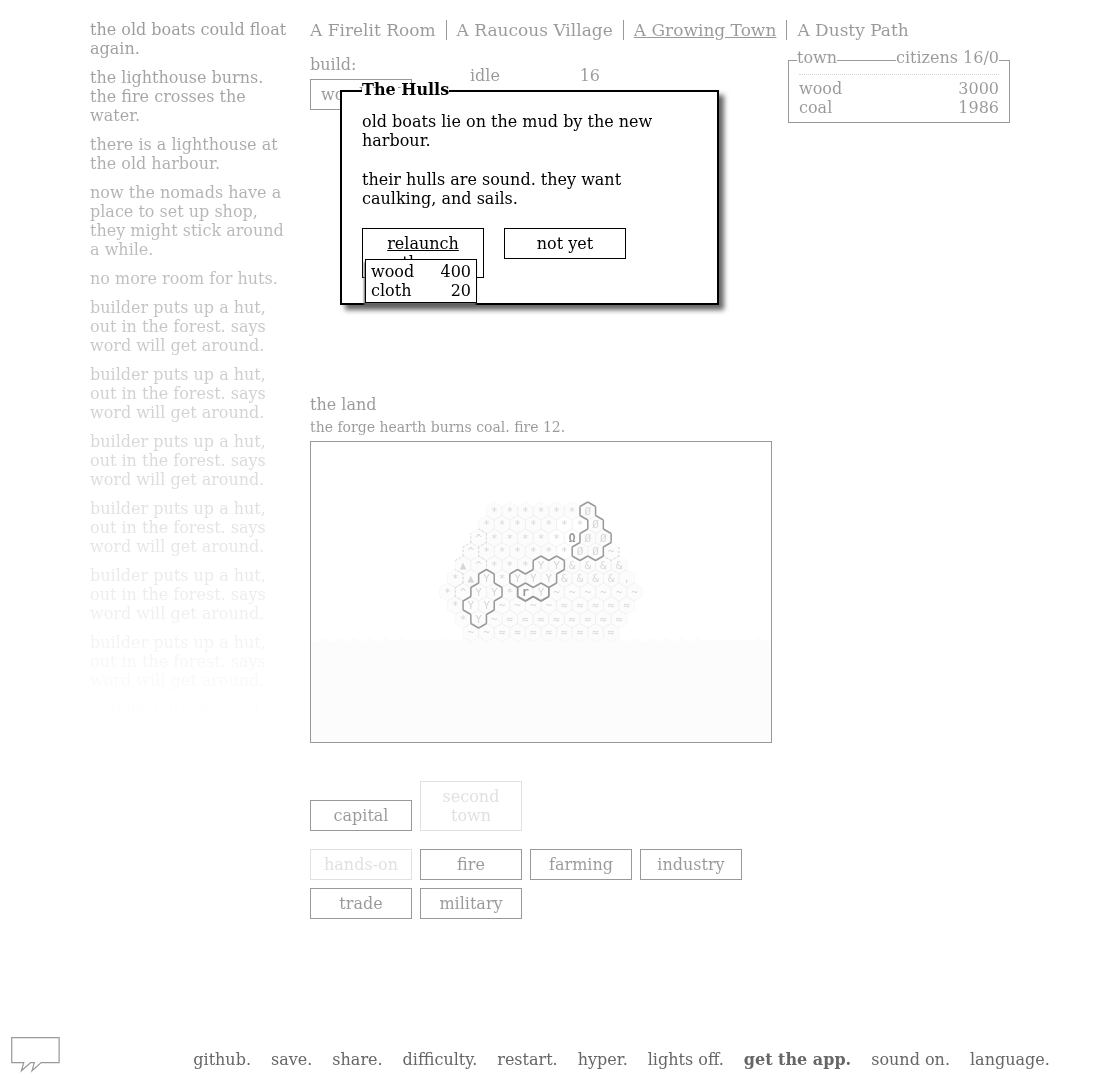 the old boats could float
again.
the lighthouse burns.
the fire crosses the
water.
there is a lighthouse at
the old harbour.
now the nomads have a
place to set up shop,
they might stick around
a while.
no more room for huts.
builder puts up a hut,
out in the forest. says
word will get around.
builder puts up a hut,
out in the forest. says
word will get around.
builder puts up a hut,
out in the forest. says
word will get around.
builder puts up a hut,
out in the forest. says
word will get around.
builder puts up a hut,
out in the forest. says
word will get around.
builder puts up a hut,
out in the forest. says
word will get around.
A Firelit Room | A Raucous Village | A Growing Town | A Dusty Path
build:
idle 16
town citizens 16/0
wood 3000
coal 1986
The Hulls
old boats lie on the mud by the new
harbour.
their hulls are sound. they want
caulking, and sails.
relaunch
not yet
wood 400
cloth 20
the land
the forge hearth burns coal. fire 12.
capital
second
town
hands-on fire farming industry
trade military
github. save. share. difficulty. restart. hyper. lights off. get the app. sound on. language.